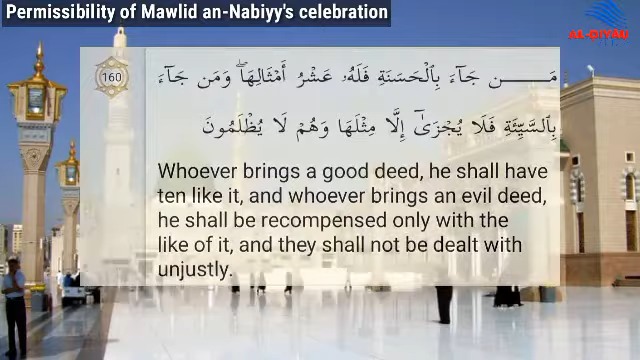 Permissibility of Mawlid an-Nabiyy's celebration
AL-QIYAU
160
مَن جَآءَ بِٱلْحَسَنَةِ فَلَهُۥ عَشْرُ أَمْثَالِهَا ۖ وَمَن جَآءَ
بِٱلسَّيِّئَةِ فَلَا يُجْزَىٰٓ إِلَّا مِثْلَهَا وَهُمْ لَا يُظْلَمُونَ
Whoever brings a good deed, he shall have
ten like it, and whoever brings an evil deed,
he shall be recompensed only with the
like of it, and they shall not be dealt with
unjustly.